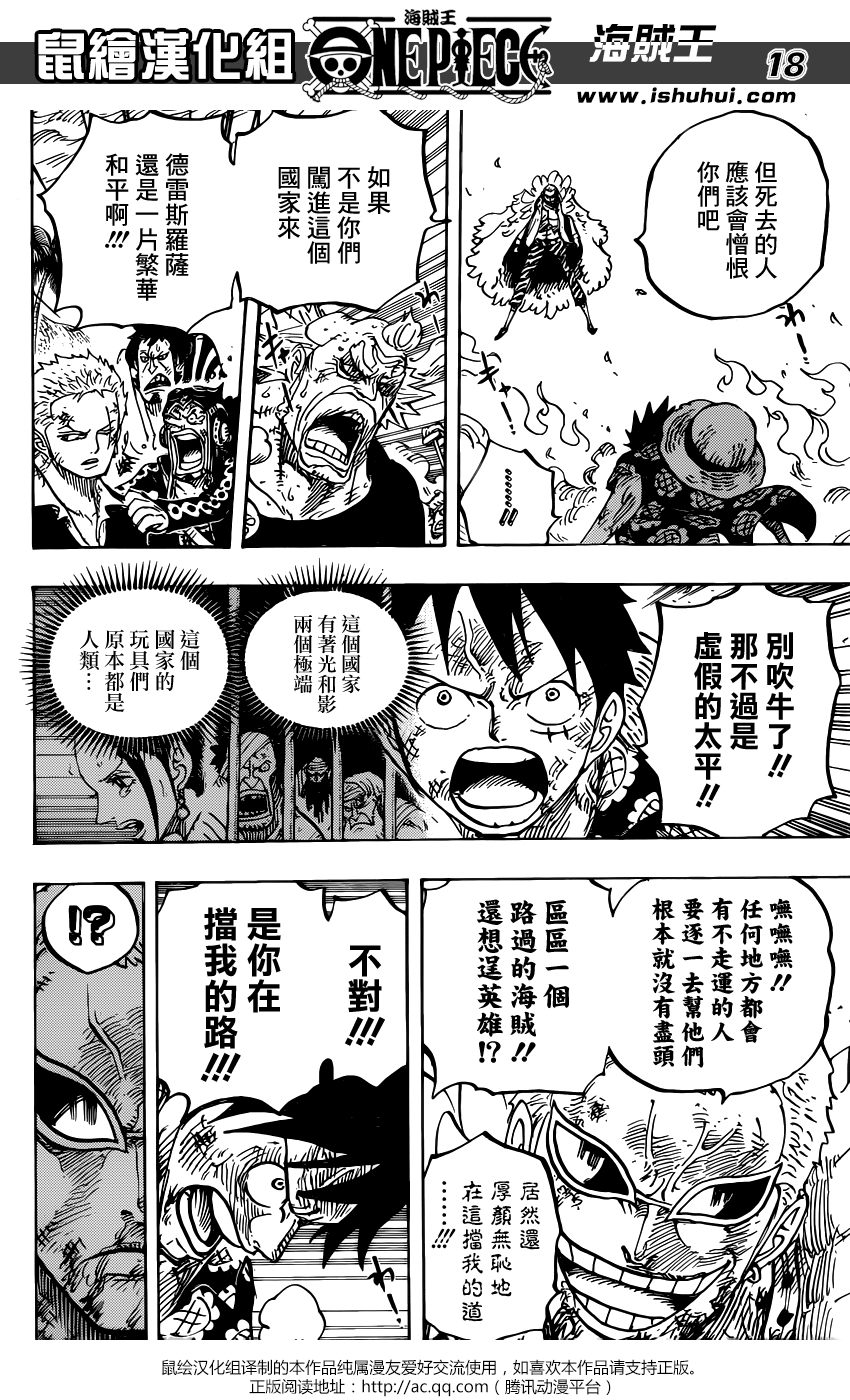 鼠繪漢化組
海賊王
ONE PIECE
海賊王
18
www.ishuhui.com
但死去的人
應該會憎恨
你們吧
………!!
わ!
如果
不是你們
闖進這個
國家來
德雷斯羅薩
還是一片繁華
和平啊!!!
別吹牛了!!
那不過是
虛假的太平!!
這個國家
有著光和影
兩個極端
這個
國家的
玩具們
原本都是
人類…
嘸嘸嘸!!
任何地方都會
有不走運的人
要逐一去幫他們
根本就沒有盡頭
區區一個
路過的海賊
還想逞英雄!?
居然還
厚顏無恥地
在這擋我的道
……!!!
不對!!!
是你在
擋我的路!!!
!?
鼠绘汉化组译制的本作品纯属漫友爱好交流使用，如喜欢本作品请支持正版。
正版阅读地址：http://ac.qq.com（腾讯动漫平台）